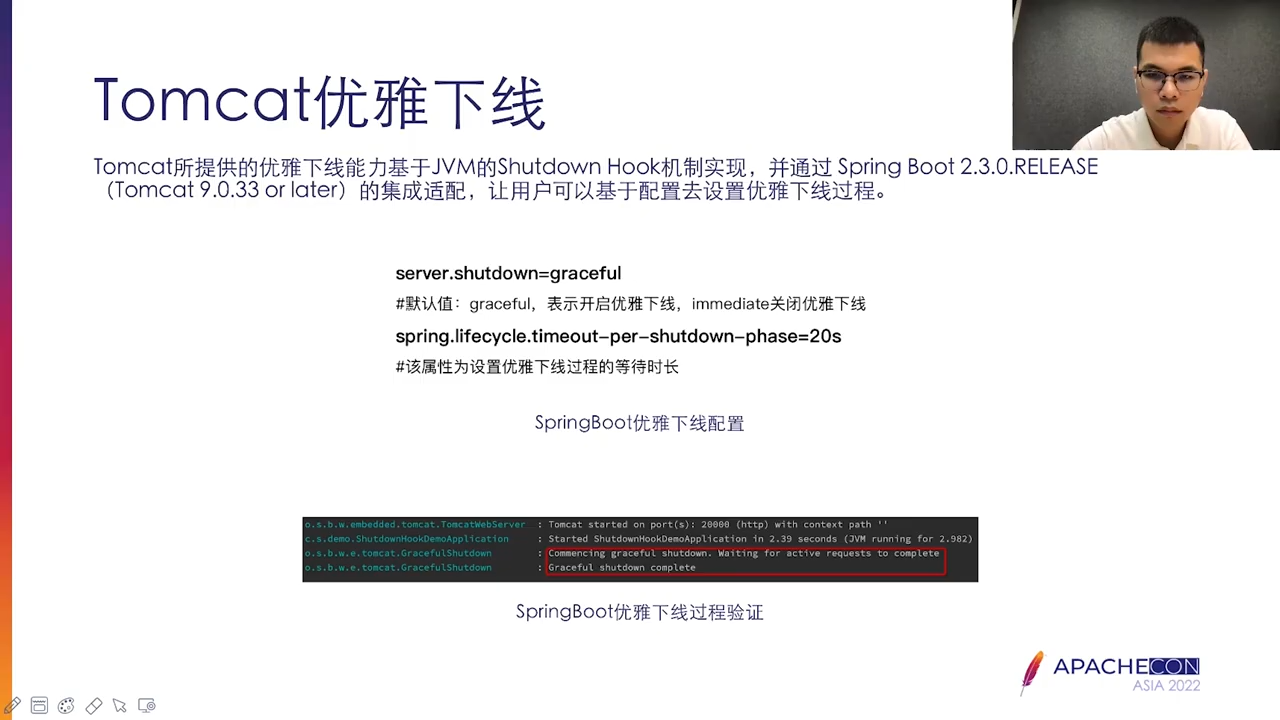 Tomcat优雅下线
Tomcat所提供的优雅下线能力基于JVM的Shutdown Hook机制实现，并通过 Spring Boot 2.3.0.RELEASE
（Tomcat 9.0.33 or later）的集成适配，让用户可以基于配置去设置优雅下线过程。
server.shutdown=graceful
#默认值：graceful，表示开启优雅下线，immediate关闭优雅下线
spring.lifecycle.timeout-per-shutdown-phase=20s
#该属性为设置优雅下线过程的等待时长
SpringBoot优雅下线配置
o.s.b.w.embedded.tomcat.TomcatWebServer : Tomcat started on port(s): 20000 (http) with context path ''
c.s.demo.ShutdownHookDemoApplication : Started ShutdownHookDemoApplication in 2.39 seconds (JVM running for 2.982)
o.s.b.w.e.tomcat.GracefulShutdown : Commencing graceful shutdown. Waiting for active requests to complete
o.s.b.w.e.tomcat.GracefulShutdown : Graceful shutdown complete
SpringBoot优雅下线过程验证
APACHECON
ASIA 2022